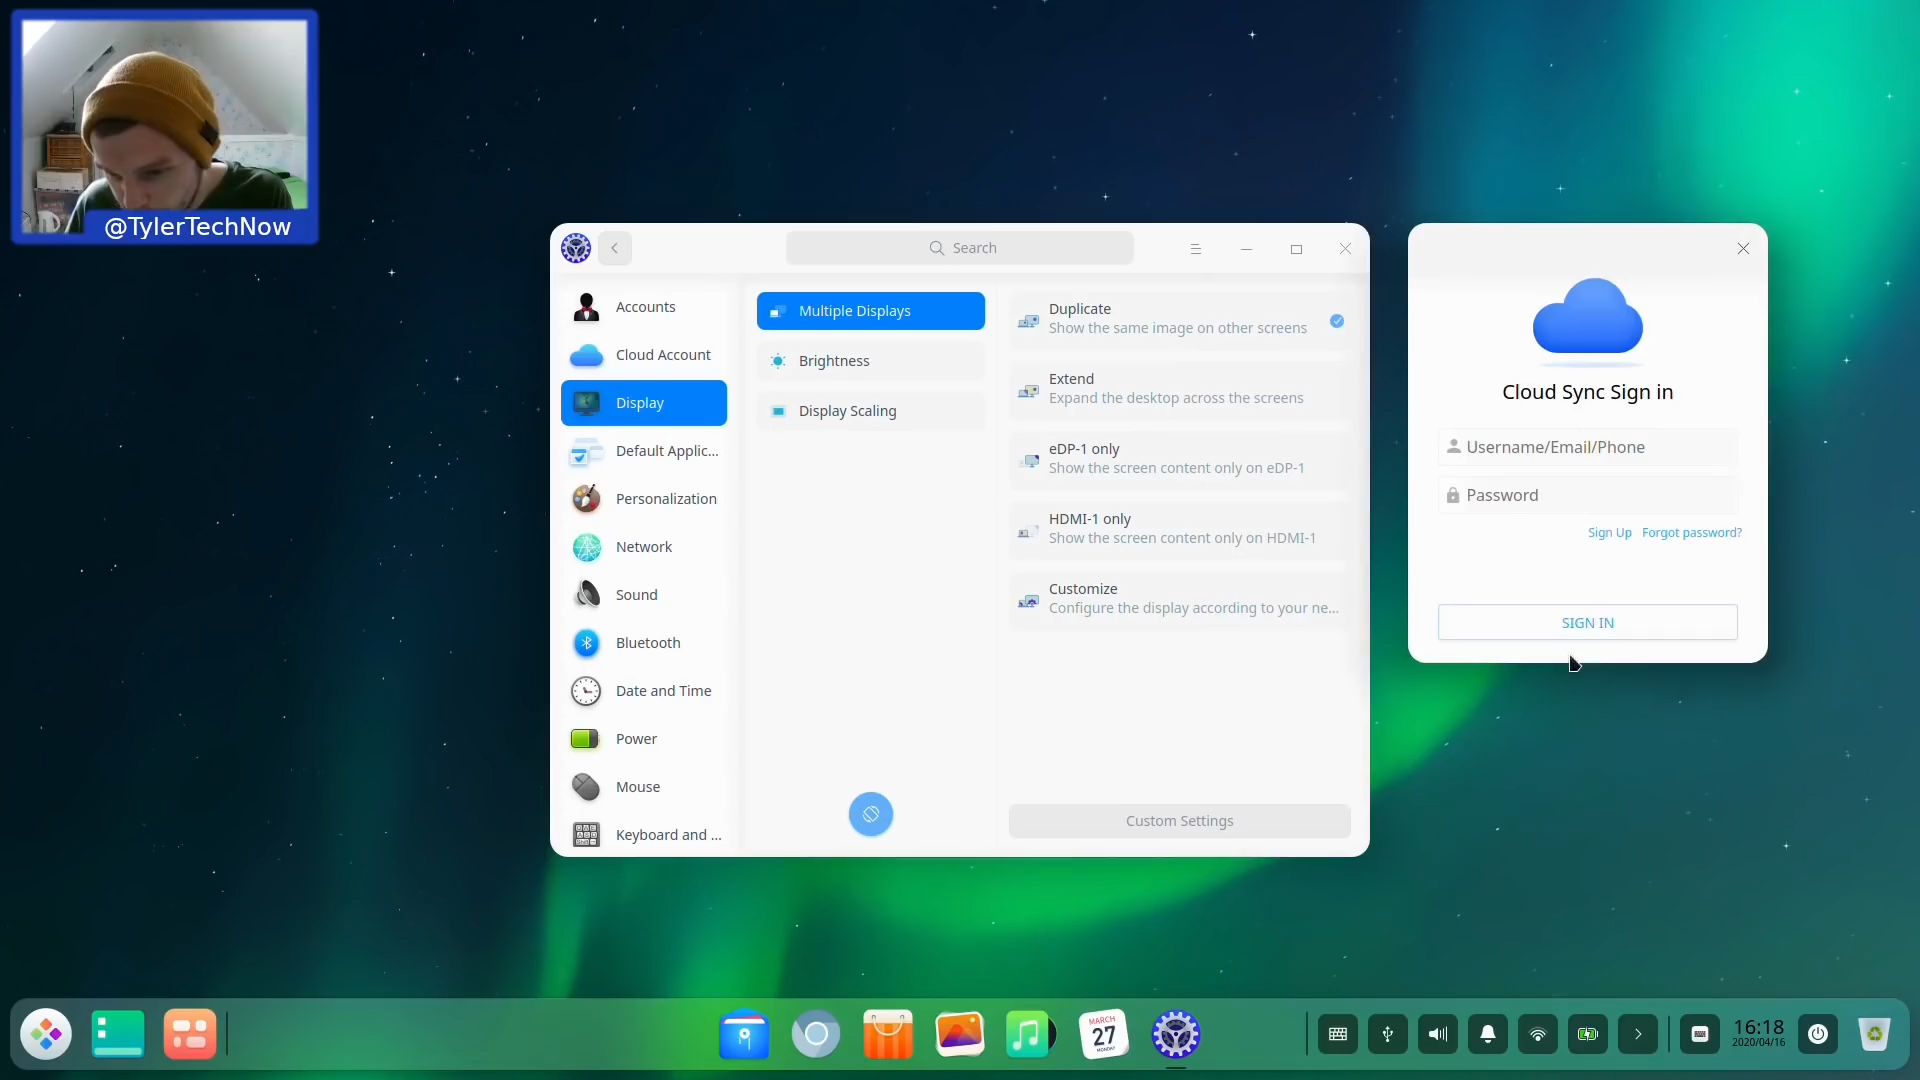 @TylerTechNow
Search
Accounts
Cloud Account
Display
Default Applic...
Personalization
Network
Sound
Bluetooth
Date and Time
Power
Mouse
Keyboard and ...
Multiple Displays
Brightness
Display Scaling
Duplicate
Show the same image on other screens
Extend
Expand the desktop across the screens
eDP-1 only
Show the screen content only on eDP-1
HDMI-1 only
Show the screen content only on HDMI-1
Customize
Configure the display according to your ne...
Custom Settings
Cloud Sync Sign in
Username/Email/Phone
Password
Sign Up Forgot password?
SIGN IN
MARCH
27
MONDAY
16:18
2020/04/16